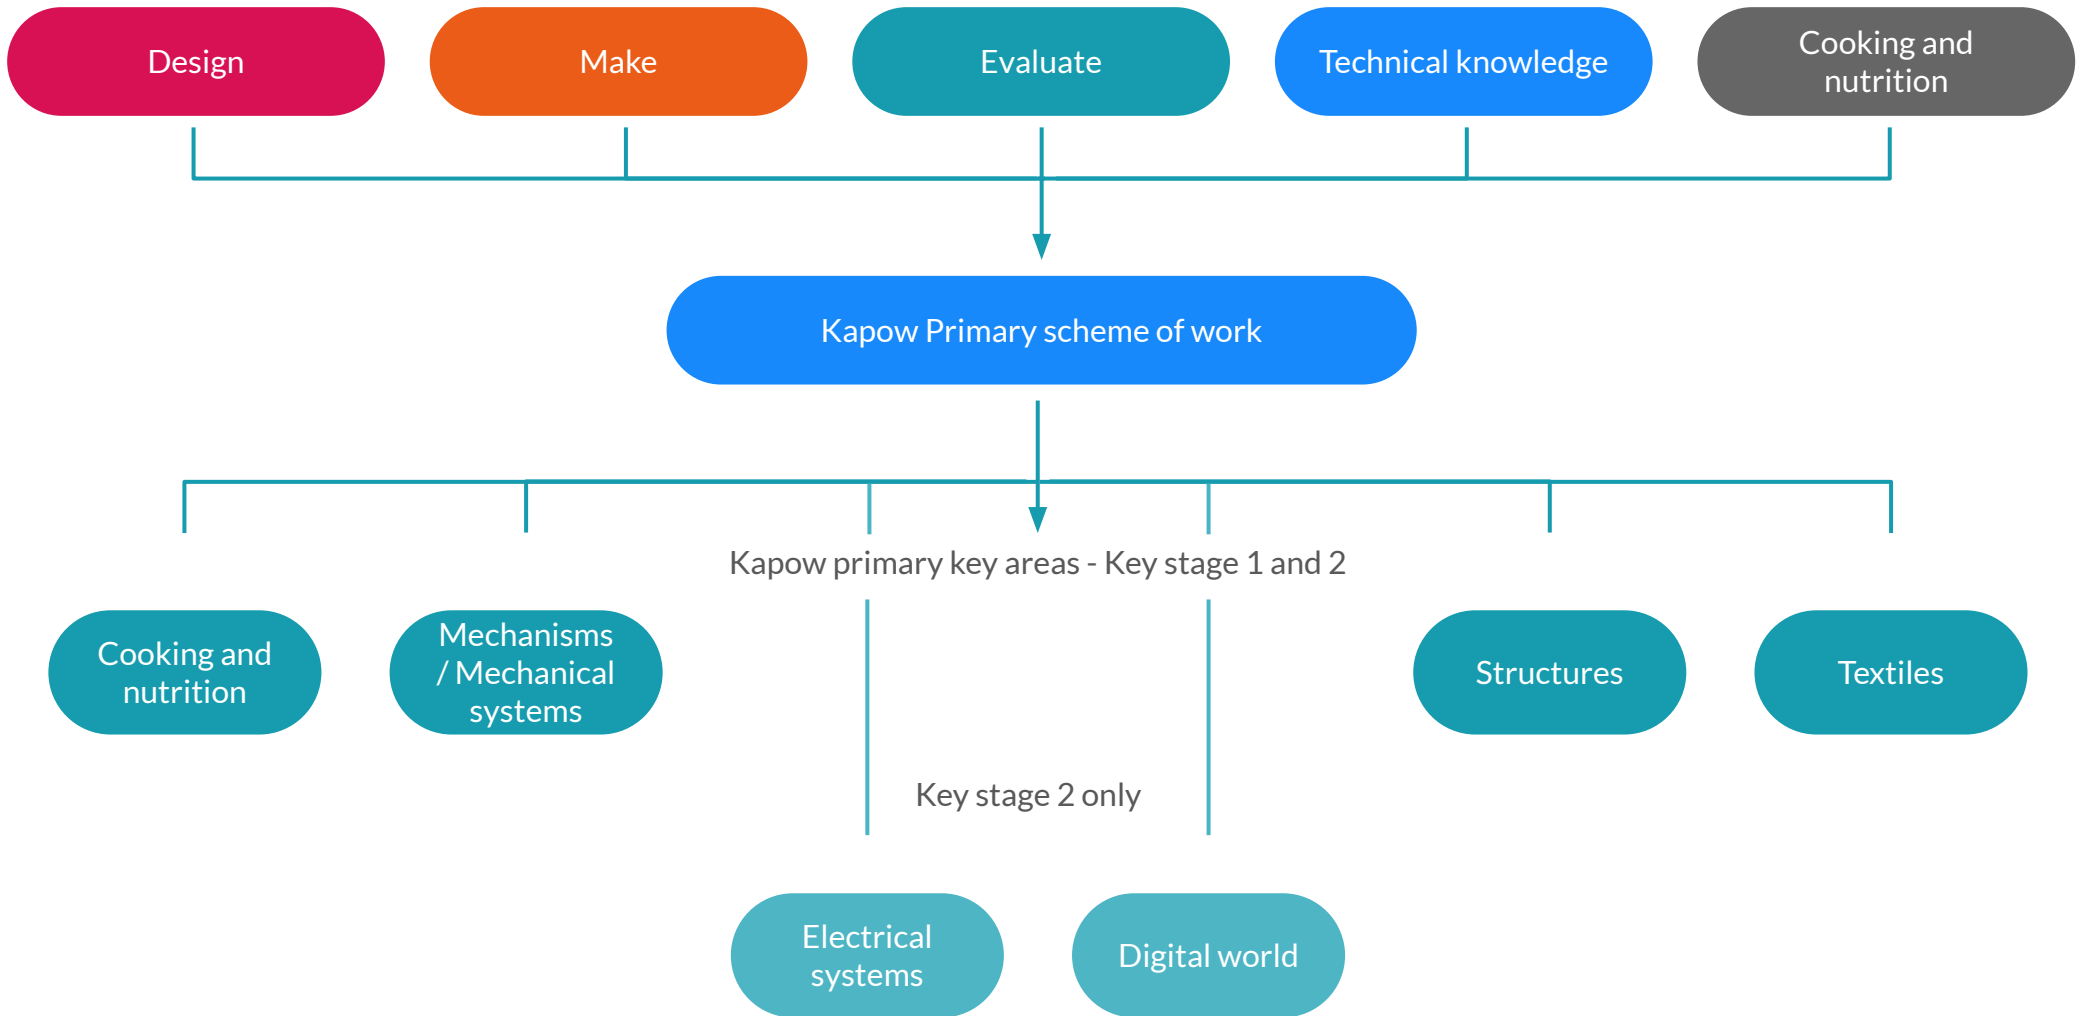 Design
Make
Evaluate
Technical knowledge
Cooking and
nutrition
Kapow Primary scheme of work
Kapow primary key areas - Key stage 1 and 2
Cooking and
nutrition
Mechanisms
/ Mechanical
systems
Structures
Textiles
Key stage 2 only
Electrical
systems
Digital world